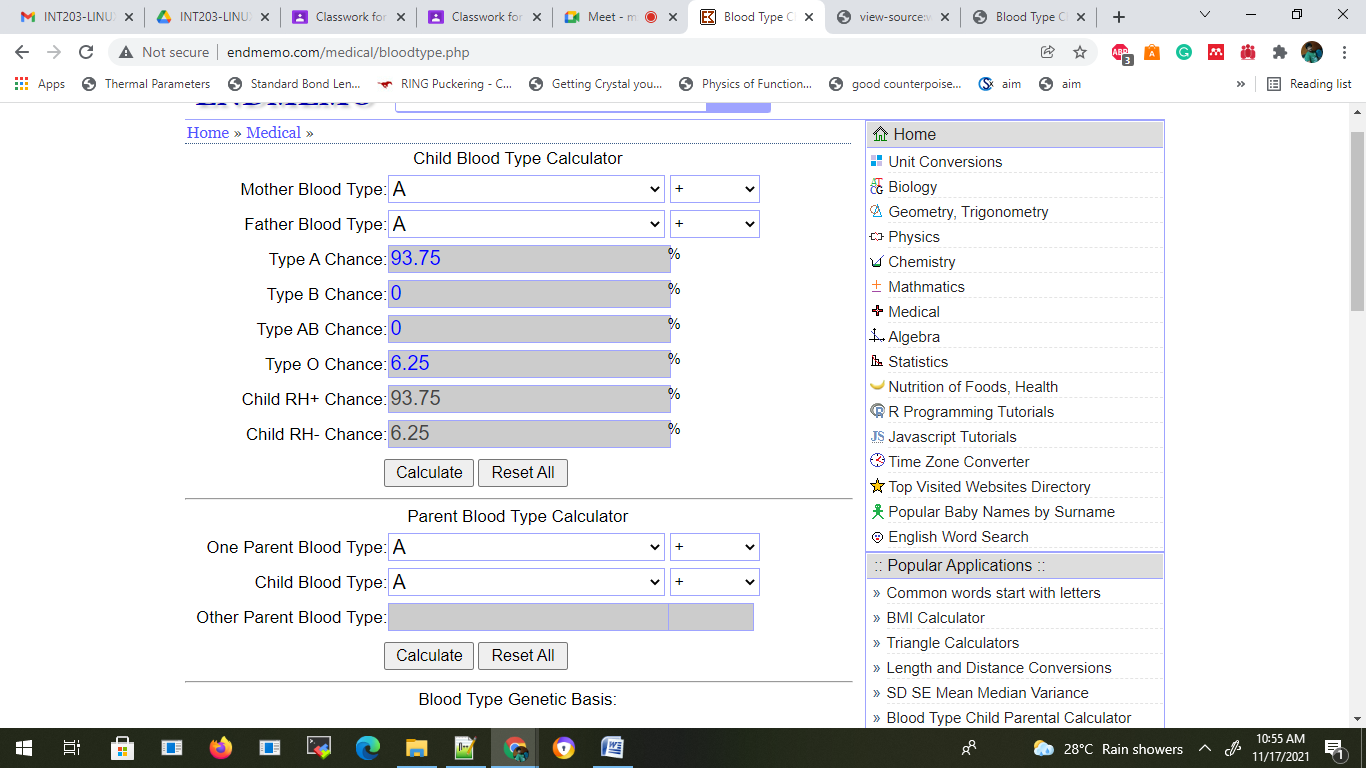 INT203-LINUX
INT203-LINUX
Classwork for
Classwork for
Meet - m
Blood Type C
view-source:
Blood Type C
Not secure
endmemo.com/medical/bloodtype.php
ABP
3
Apps
Thermal Parameters
Standard Bond Len...
RING Puckering - C...
Getting Crystal you...
Physics of Function...
good counterpoise...
aim
aim
»
Reading list
ENDMEMO
Home » Medical »
Child Blood Type Calculator
Mother Blood Type: A +
Father Blood Type: A +
Type A Chance: 93.75 %
Type B Chance: 0 %
Type AB Chance: 0 %
Type O Chance: 6.25 %
Child RH+ Chance: 93.75 %
Child RH- Chance: 6.25 %
Calculate Reset All
Parent Blood Type Calculator
One Parent Blood Type: A +
Child Blood Type: A +
Other Parent Blood Type:
Calculate Reset All
Blood Type Genetic Basis:
Home
Unit Conversions
Biology
Geometry, Trigonometry
Physics
Chemistry
Mathmatics
Medical
Algebra
Statistics
Nutrition of Foods, Health
R Programming Tutorials
Javascript Tutorials
Time Zone Converter
Top Visited Websites Directory
Popular Baby Names by Surname
English Word Search
:: Popular Applications ::
» Common words start with letters
» BMI Calculator
» Triangle Calculators
» Length and Distance Conversions
» SD SE Mean Median Variance
» Blood Type Child Parental Calculator
28°C Rain showers
10:55 AM
11/17/2021
1